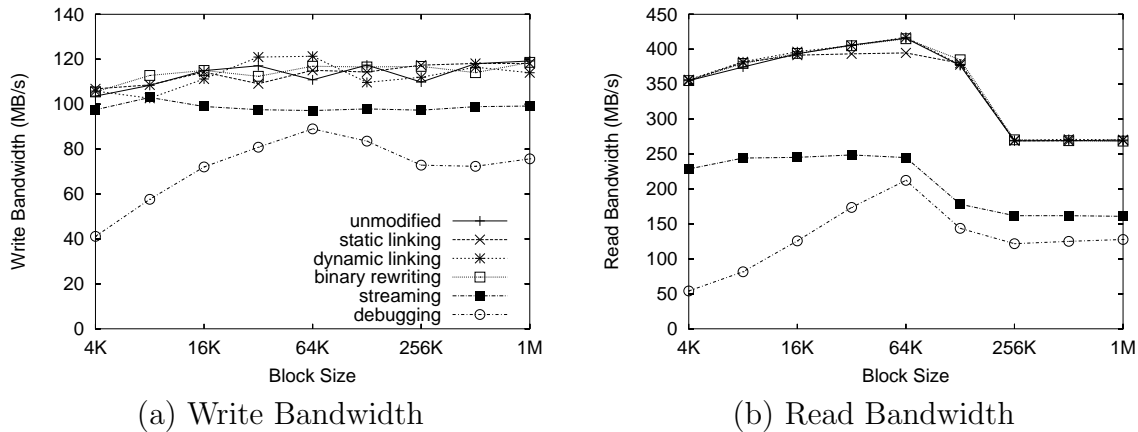 Write Bandwidth (MB/s)
140
120
100
80
60
40
20
0
4K 16K 64K 256K 1M
Block Size
unmodified
static linking
dynamic linking
binary rewriting
streaming
debugging
(a) Write Bandwidth
Read Bandwidth (MB/s)
450
400
350
300
250
200
150
100
50
0
4K 16K 64K 256K 1M
Block Size
(b) Read Bandwidth